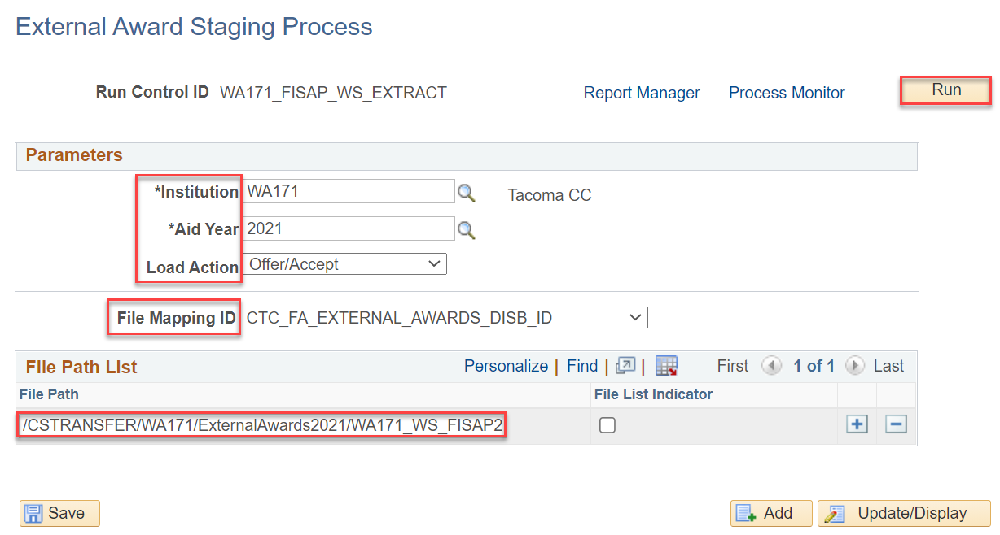 External Award Staging Process
Run Control ID WA171_FISAP_WS_EXTRACT Report Manager Process Monitor Run
Parameters
*Institution WA171 Tacoma CC
*Aid Year 2021
Load Action Offer/Accept
File Mapping ID CTC_FA_EXTERNAL_AWARDS_DISB_ID
File Path List Personalize | Find | | First 1 of 1 Last
File Path File List Indicator
/CSTRANSFER/WA171/ExternalAwards2021/WA171_WS_FISAP2
Save Add Update/Display